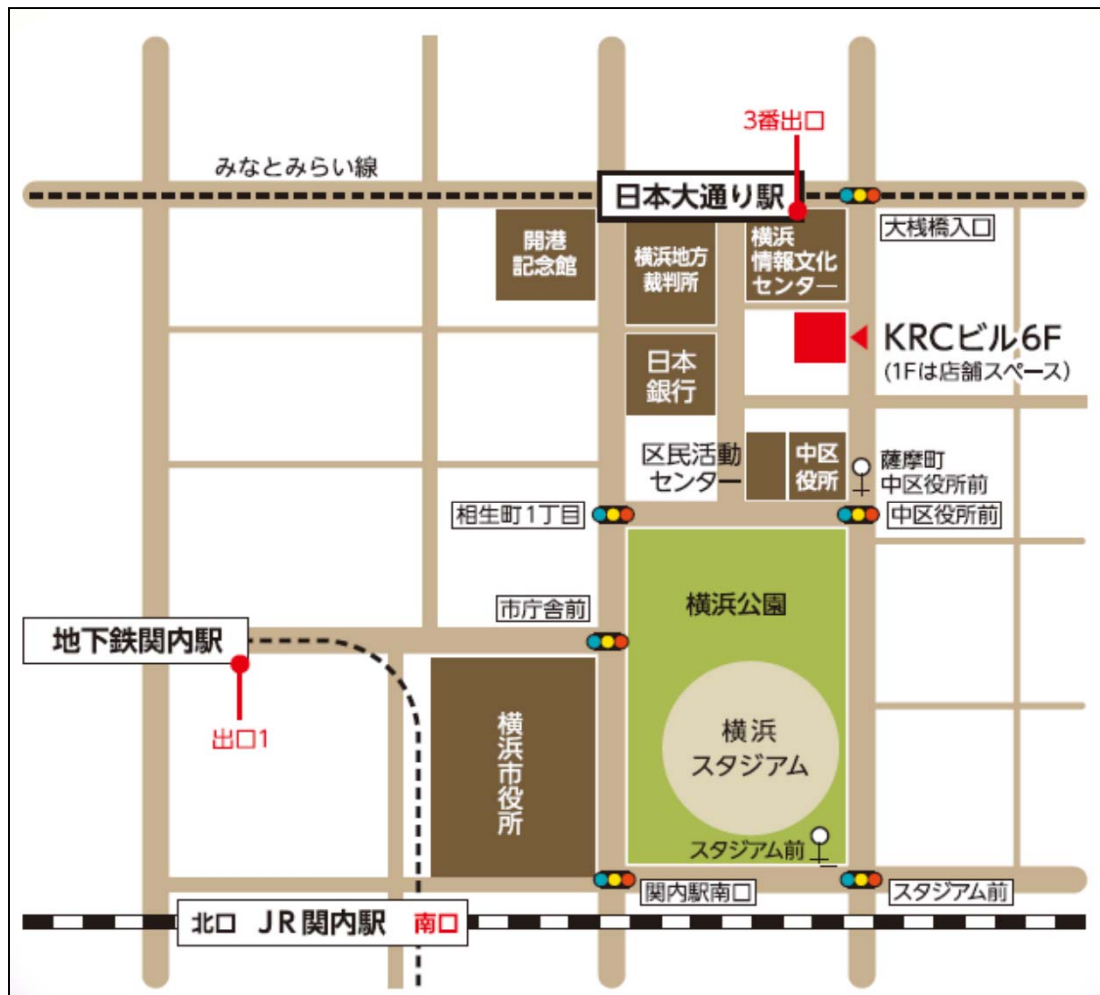 3番出口
みなとみらい線
日本大通り駅
大桟橋入口
開港
記念館
横浜地方
裁判所
横浜
情報文化
センター
KRCビル6F
(1Fは店舗スペース)
日本
銀行
区民活動
センター
中区
役所
薩摩町
中区役所前
相生町1丁目
中区役所前
市庁舎前
横浜公園
地下鉄関内駅
出口1
横浜市役所
横浜
スタジアム
スタジアム前
関内駅南口
スタジアム前
北口 JR関内駅 南口